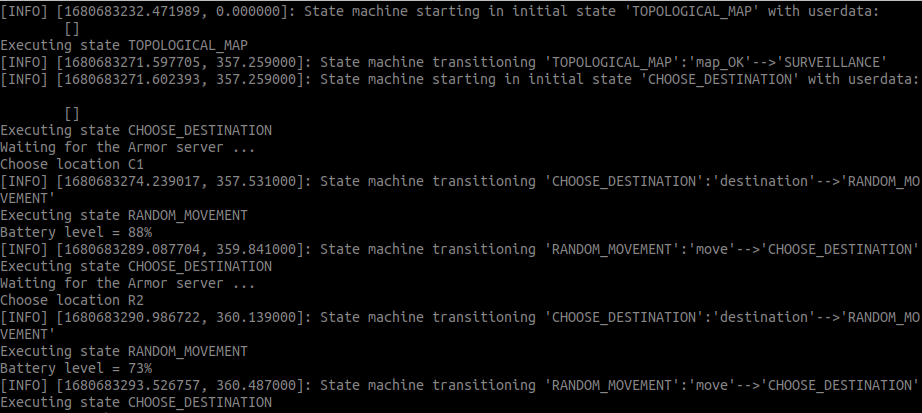 [INFO] [1680683232.471989, 0.000000]: State machine starting in initial state 'TOPOLOGICAL_MAP' with userdata:
        []
Executing state TOPOLOGICAL_MAP
[INFO] [1680683271.597705, 357.259000]: State machine transitioning 'TOPOLOGICAL_MAP':'map_OK'-->'SURVEILLANCE'
[INFO] [1680683271.602393, 357.259000]: State machine starting in initial state 'CHOOSE_DESTINATION' with userdata:
        []
Executing state CHOOSE_DESTINATION
Waiting for the Armor server ...
Choose location C1
[INFO] [1680683274.239017, 357.531000]: State machine transitioning 'CHOOSE_DESTINATION':'destination'-->'RANDOM_MO
VEMENT'
Executing state RANDOM_MOVEMENT
Battery level = 88%
[INFO] [1680683289.087704, 359.841000]: State machine transitioning 'RANDOM_MOVEMENT':'move'-->'CHOOSE_DESTINATION'
Executing state CHOOSE_DESTINATION
Waiting for the Armor server ...
Choose location R2
[INFO] [1680683290.986722, 360.139000]: State machine transitioning 'CHOOSE_DESTINATION':'destination'-->'RANDOM_MO
VEMENT'
Executing state RANDOM_MOVEMENT
Battery level = 73%
[INFO] [1680683293.526757, 360.487000]: State machine transitioning 'RANDOM_MOVEMENT':'move'-->'CHOOSE_DESTINATION'
Executing state CHOOSE_DESTINATION